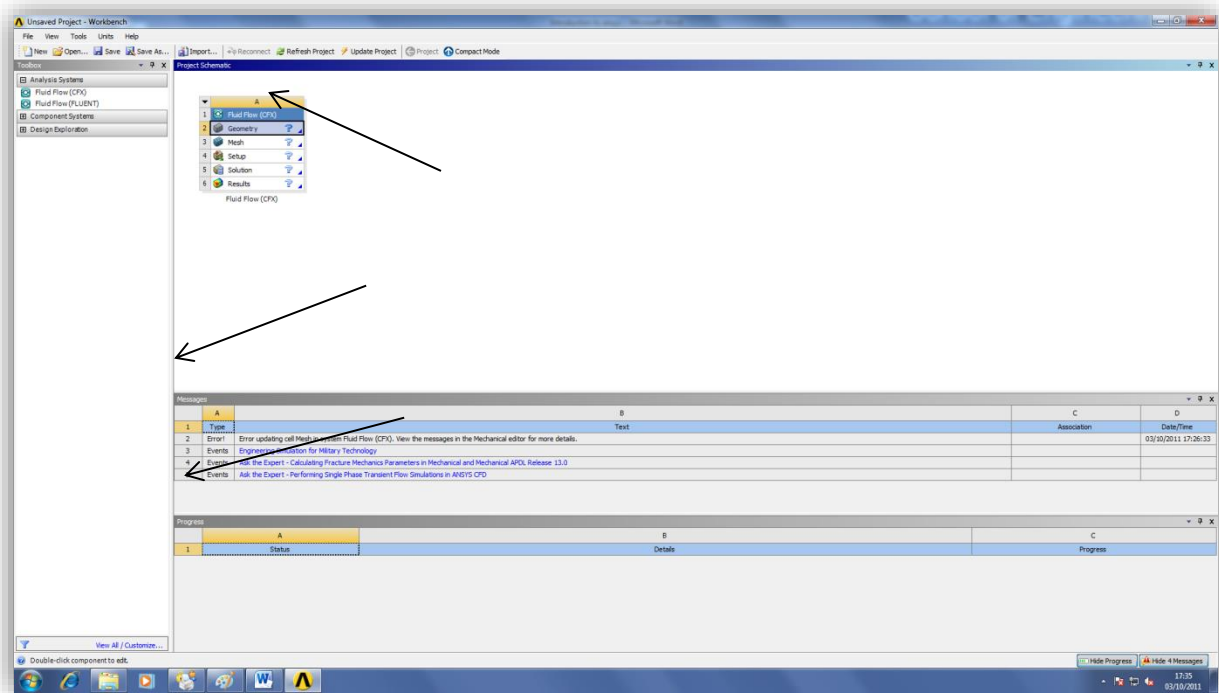 Unsaved Project - Workbench
File View Tools Units Help
New Open... Save Save As... Import... Reconnect Refresh Project Update Project Project Compact Mode
Toolbox
Analysis Systems
Fluid Flow (CFX)
Fluid Flow (FLUENT)
Component Systems
Design Exploration
View All / Customize...
Project Schematic
A
1 Fluid Flow (CFX)
2 Geometry ?
3 Mesh ?
4 Setup ?
5 Solution ?
6 Results ?
Fluid Flow (CFX)
Messages
A B C D
1 Type Text Association Date/Time
2 Error! Error updating cell Mesh in system Fluid Flow (CFX). View the messages in the Mechanical editor for more details. 03/10/2011 17:26:33
3 Events Engineering Simulation for Military Technology
4 Events Ask the Expert - Calculating Fracture Mechanics Parameters in Mechanical and Mechanical APDL Release 13.0
Events Ask the Expert - Performing Single Phase Transient Flow Simulations in ANSYS CFD
Progress
A B C
1 Status Details Progress
Double-click component to edit.
Hide Progress Hide 4 Messages
17:35
03/10/2011